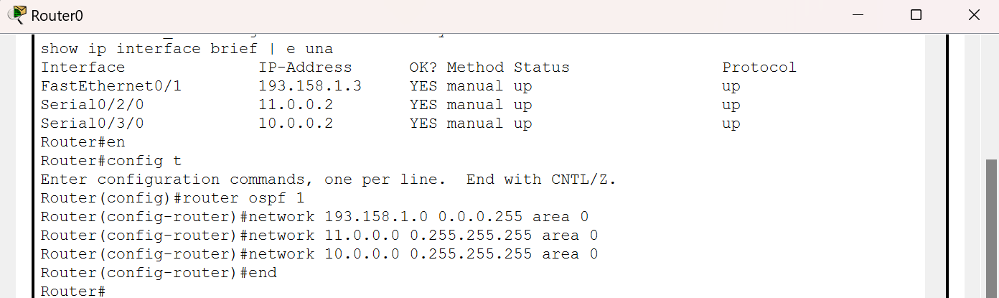 Router0
show ip interface brief | e una
Interface IP-Address OK? Method Status Protocol
FastEthernet0/1 193.158.1.3 YES manual up up
Serial0/2/0 11.0.0.2 YES manual up up
Serial0/3/0 10.0.0.2 YES manual up up
Router#en
Router#config t
Enter configuration commands, one per line.  End with CNTL/Z.
Router(config)#router ospf 1
Router(config-router)#network 193.158.1.0 0.0.0.255 area 0
Router(config-router)#network 11.0.0.0 0.255.255.255 area 0
Router(config-router)#network 10.0.0.0 0.255.255.255 area 0
Router(config-router)#end
Router#